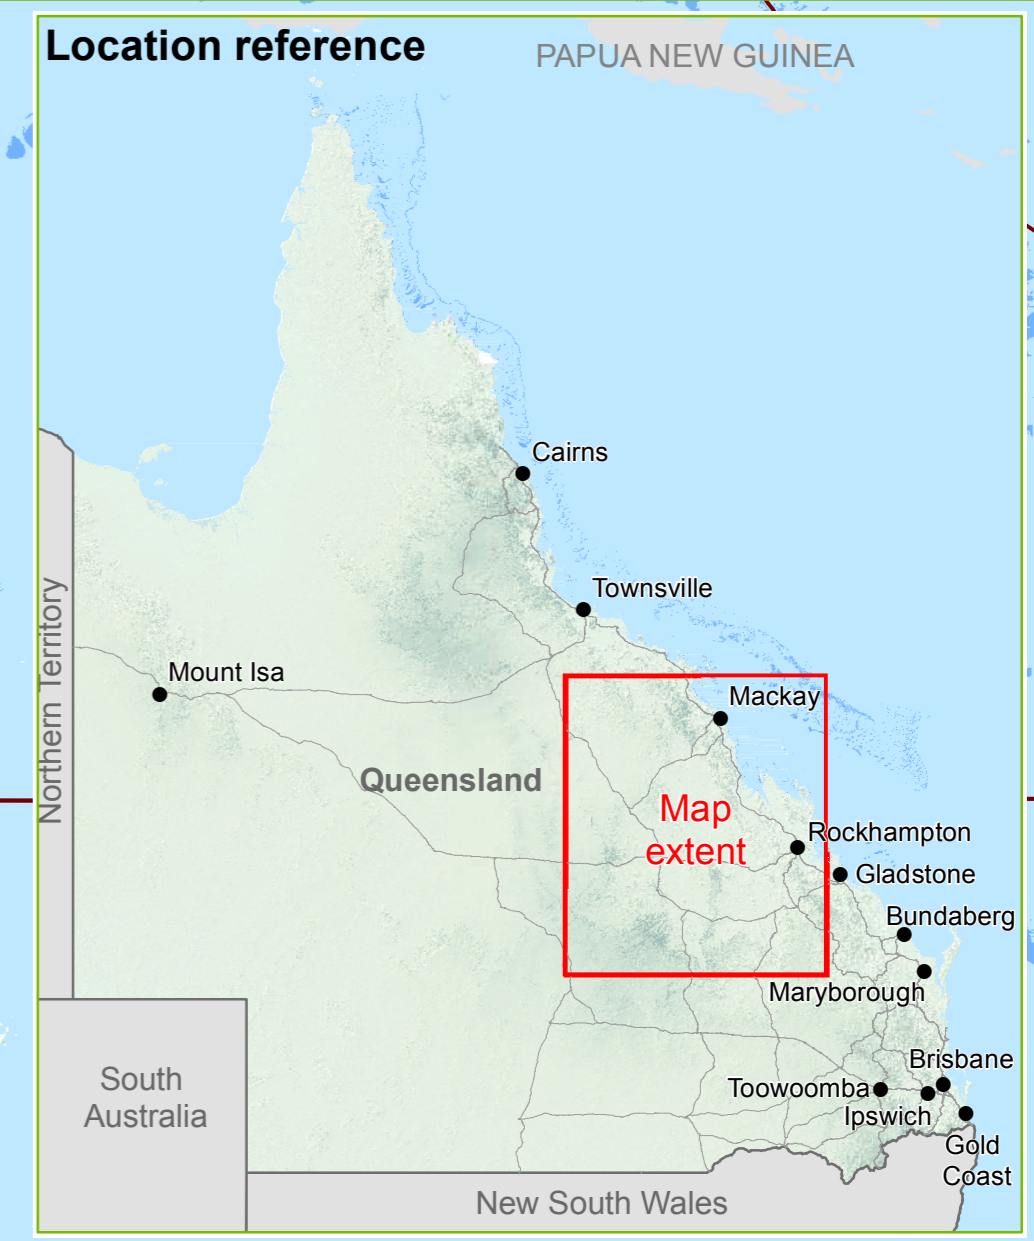 Location reference
PAPUA NEW GUINEA
Cairns
Townsville
Mount Isa
Northern Territory
Mackay
Queensland
Map
extent
Rockhampton
Gladstone
Bundaberg
Maryborough
Brisbane
Toowoomba
Ipswich
Gold
Coast
South
Australia
New South Wales